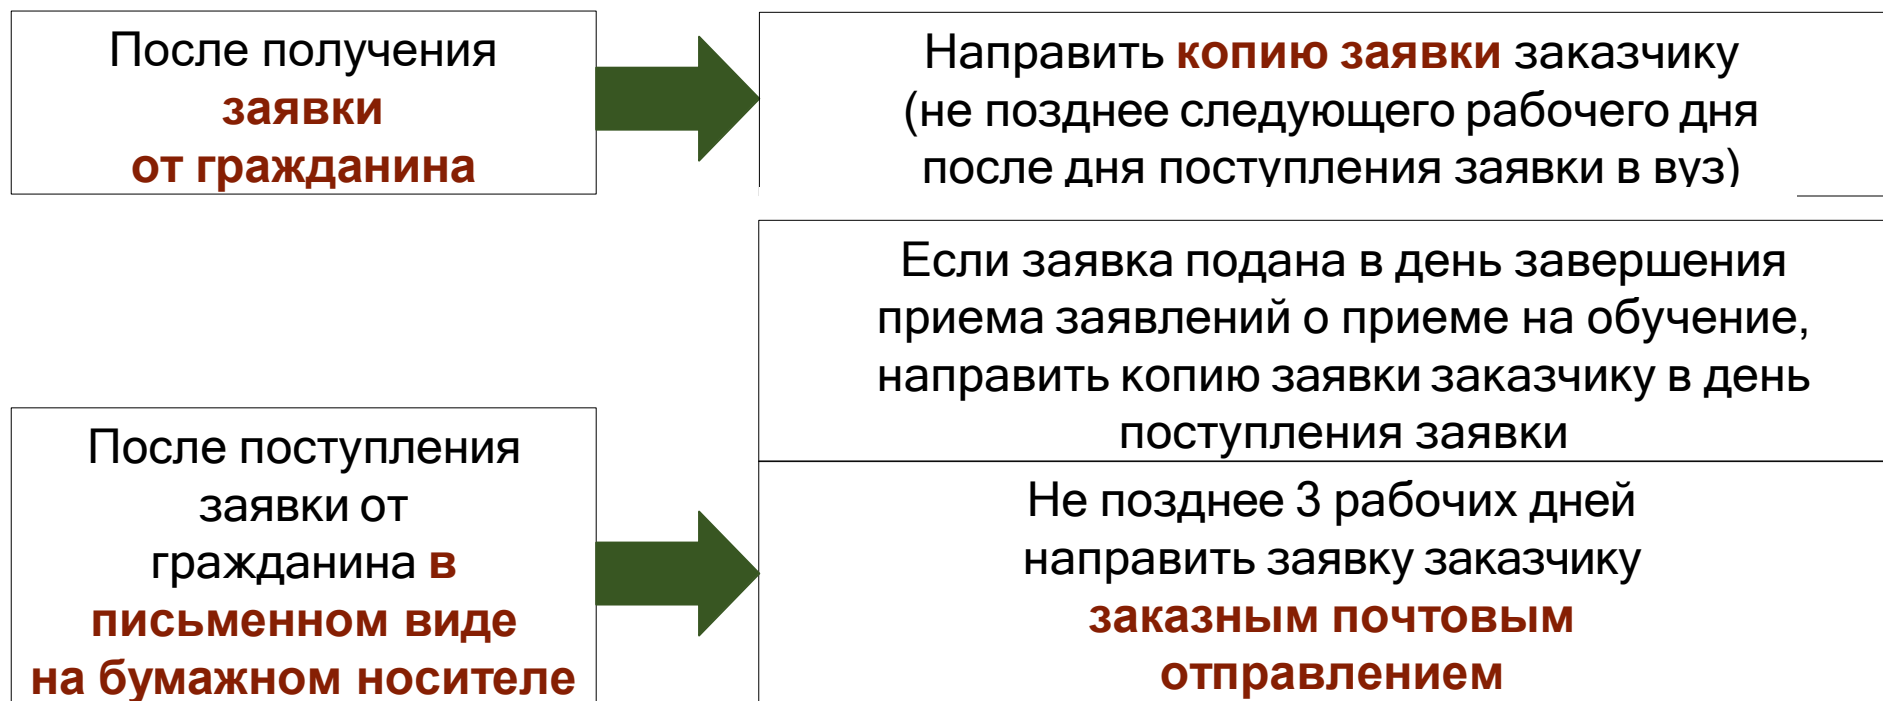 После получения
заявки
от гражданина
Направить копию заявки заказчику
(не позднее следующего рабочего дня
после дня поступления заявки в вуз)
Если заявка подана в день завершения
приема заявлений о приеме на обучение,
направить копию заявки заказчику в день
поступления заявки
После поступления
заявки от
гражданина в
письменном виде
на бумажном носителе
Не позднее 3 рабочих дней
направить заявку заказчику
заказным почтовым
отправлением